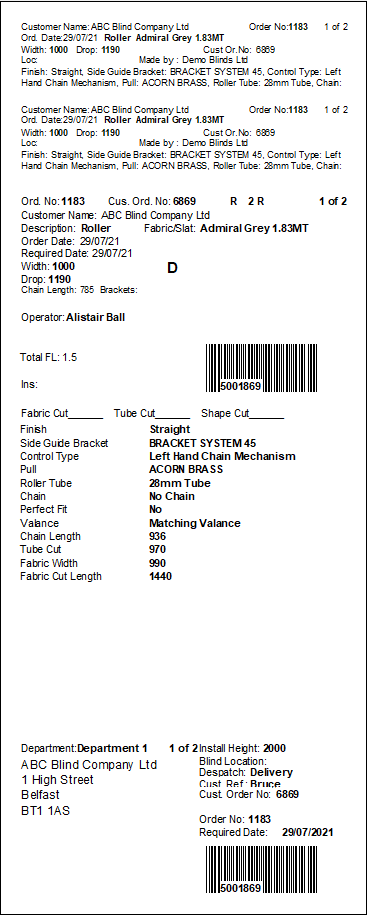 Customer Name: ABC Blind Company Ltd Order No:1183 1 of 2
Ord. Date:29/07/21 Roller Admiral Grey 1.83MT
Width: 1000 Drop: 1190 Cust Or.No: 6869
Loc: Made by : Demo Blinds Ltd
Finish: Straight, Side Guide Bracket: BRACKET SYSTEM 45, Control Type: Left
Hand Chain Mechanism, Pull: ACORN BRASS, Roller Tube: 28mm Tube, Chain:
Customer Name: ABC Blind Company Ltd Order No:1183 1 of 2
Ord. Date:29/07/21 Roller Admiral Grey 1.83MT
Width: 1000 Drop: 1190 Cust Or.No: 6869
Loc: Made by : Demo Blinds Ltd
Finish: Straight, Side Guide Bracket: BRACKET SYSTEM 45, Control Type: Left
Hand Chain Mechanism, Pull: ACORN BRASS, Roller Tube: 28mm Tube, Chain:
Ord. No: 1183 Cus. Ord. No: 6869 R 2 R 1 of 2
Customer Name: ABC Blind Company Ltd
Description: Roller Fabric/Slat: Admiral Grey 1.83MT
Order Date: 29/07/21
Required Date: 29/07/21
Width: 1000 D
Drop: 1190
Chain Length: 785 Brackets:
Operator: Alistair Ball
Total FL: 1.5
Ins: 5001869
Fabric Cut______ Tube Cut______ Shape Cut______
Finish Straight
Side Guide Bracket BRACKET SYSTEM 45
Control Type Left Hand Chain Mechanism
Pull ACORN BRASS
Roller Tube 28mm Tube
Chain No Chain
Perfect Fit No
Valance Matching Valance
Chain Length 936
Tube Cut 970
Fabric Width 990
Fabric Cut Length 1440
Department:Department 1 1 of 2 Install Height: 2000
ABC Blind Company Ltd
1 High Street
Belfast
BT1 1AS
Blind Location:
Despatch: Delivery
Cust. Ref.: Bruce
Cust. Order No: 6869
Order No: 1183
Required Date: 29/07/2021
5001869